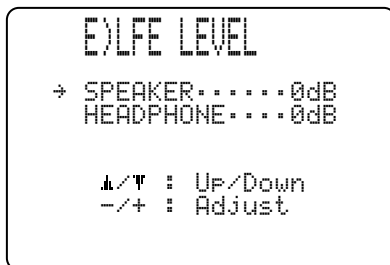 E)LFE LEVEL
→ SPEAKER······0dB
HEADPHONE····0dB
▲/▼ : Up/Down
-/+ : Adjust